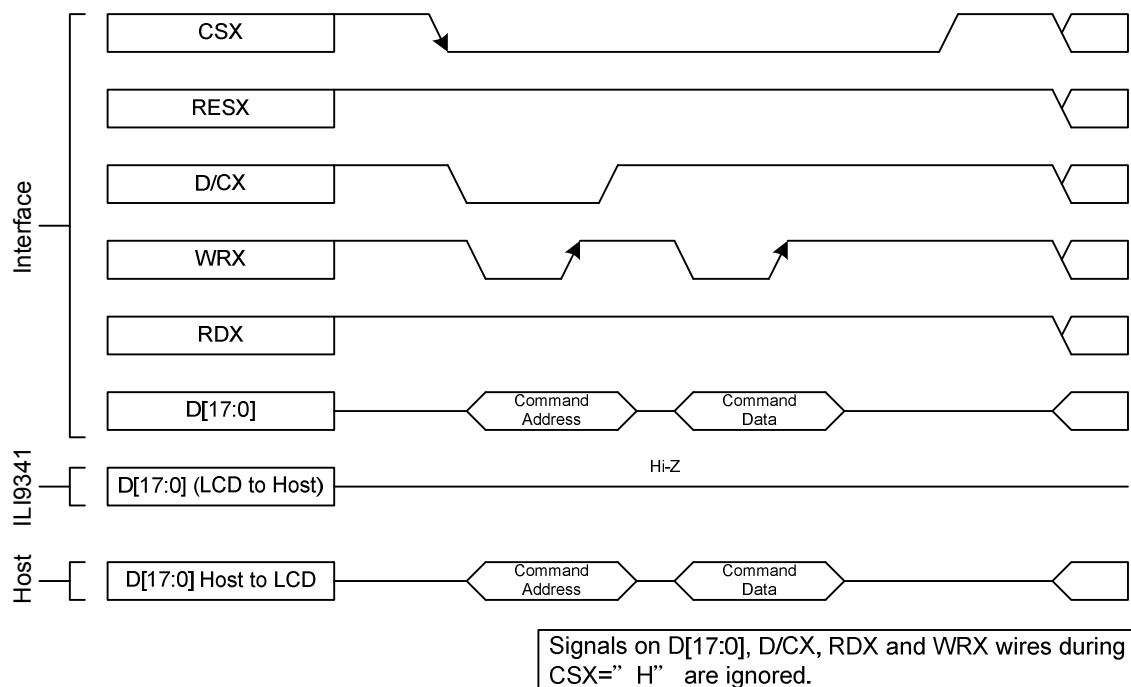 CSX
RESX
D/CX
WRX
RDX
D[17:0]
Command
Address
Command
Data
Interface
Hi-Z
D[17:0] (LCD to Host)
ILI9341
D[17:0] Host to LCD
Command
Address
Command
Data
Host
Signals on D[17:0], D/CX, RDX and WRX wires during
CSX=” H” are ignored.